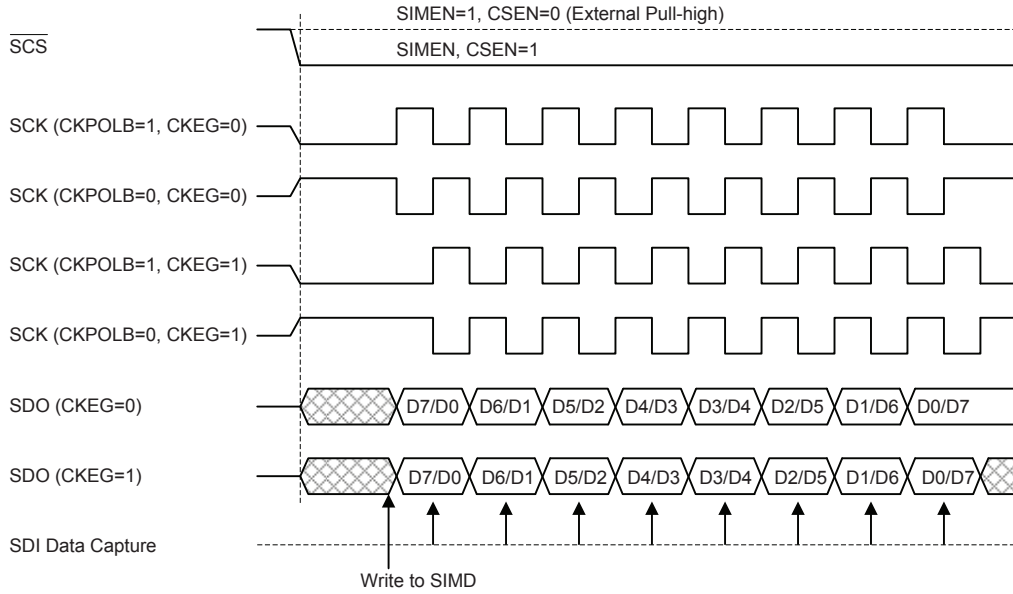 SIMEN=1, CSEN=0 (External Pull-high)
SCS
SIMEN, CSEN=1
SCK (CKPOLB=1, CKEG=0)
SCK (CKPOLB=0, CKEG=0)
SCK (CKPOLB=1, CKEG=1)
SCK (CKPOLB=0, CKEG=1)
SDO (CKEG=0) D7/D0 D6/D1 D5/D2 D4/D3 D3/D4 D2/D5 D1/D6 D0/D7
SDO (CKEG=1) D7/D0 D6/D1 D5/D2 D4/D3 D3/D4 D2/D5 D1/D6 D0/D7
SDI Data Capture
Write to SIMD